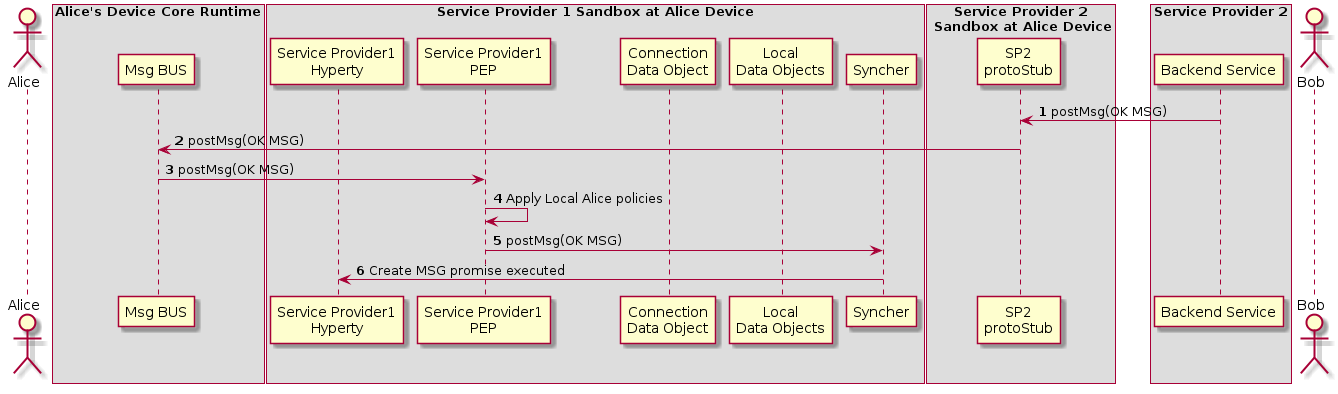 Alice's Device Core Runtime
Service Provider 1 Sandbox at Alice Device
Service Provider 2
Sandbox at Alice Device
Service Provider 2
Alice
Msg BUS
Service Provider1
Hyperty
Service Provider1
PEP
Connection
Data Object
Local
Data Objects
Syncher
SP2
protoStub
Backend Service
Bob
1 postMsg(OK MSG)
2 postMsg(OK MSG)
3 postMsg(OK MSG)
4 Apply Local Alice policies
5 postMsg(OK MSG)
6 Create MSG promise executed
Alice
Msg BUS
Service Provider1
Hyperty
Service Provider1
PEP
Connection
Data Object
Local
Data Objects
Syncher
SP2
protoStub
Backend Service
Bob